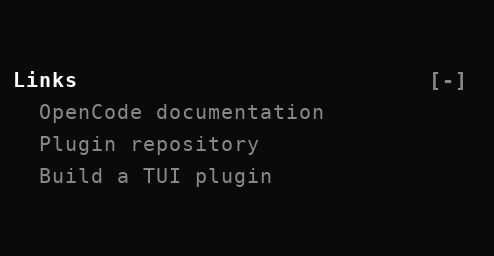 Links [-]
OpenCode documentation
Plugin repository
Build a TUI plugin